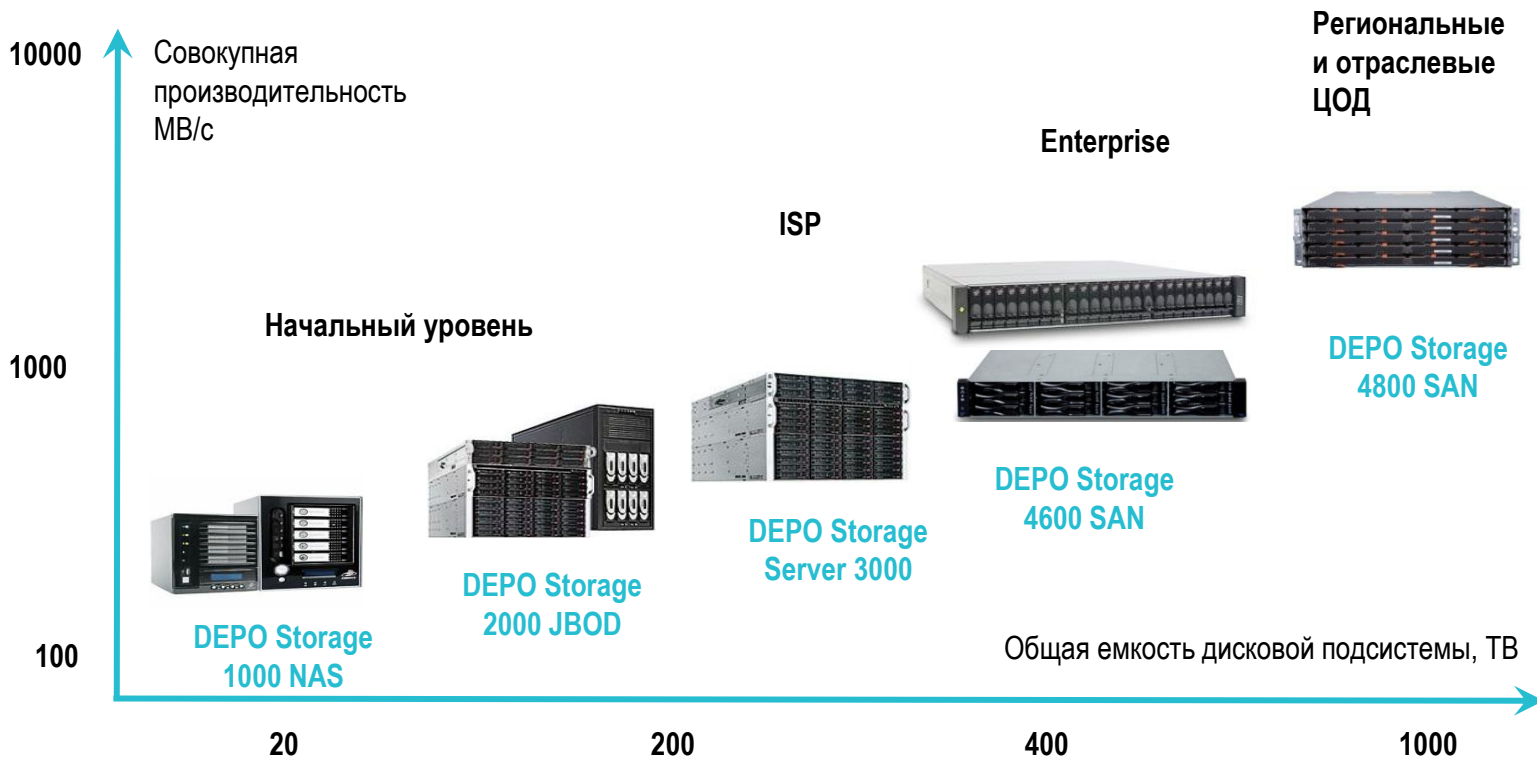 10000
Совокупная
производительность
МВ/с
Региональные
и отраслевые
ЦОД
Enterprise
ISP
Начальный уровень
1000
DEPO Storage
4800 SAN
DEPO Storage
4600 SAN
DEPO Storage
Server 3000
DEPO Storage
2000 JBOD
DEPO Storage
1000 NAS
100
Общая емкость дисковой подсистемы, ТВ
20
200
400
1000